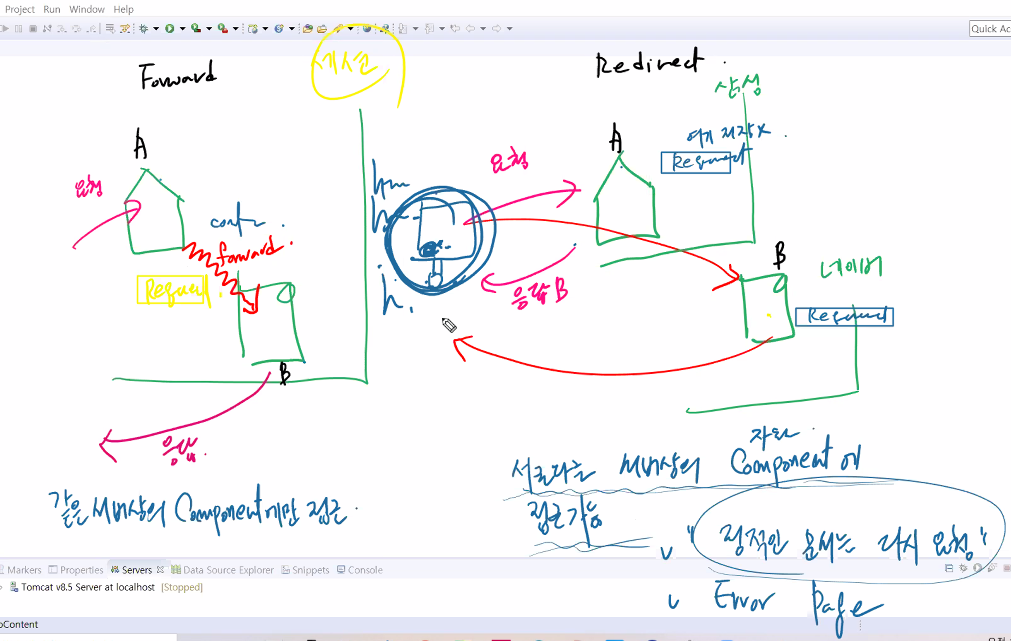 Project Run Window Help
Quick Ac
Forward
세션
Redirect .
삼성
A
요청
A
여기 저장 X .
Request
요청
forward.
Request
B
네이버
Request
응답 B
B
응답.
자원.
서로다른 서버상의 Component에
접근가능
같은 서버상의 Component에만 접근.
"정적인 문서는 다시 요청"
Error Page
Markers Properties Servers Data Source Explorer Snippets Console
Tomcat v8.5 Server at localhost [Stopped]
oContent